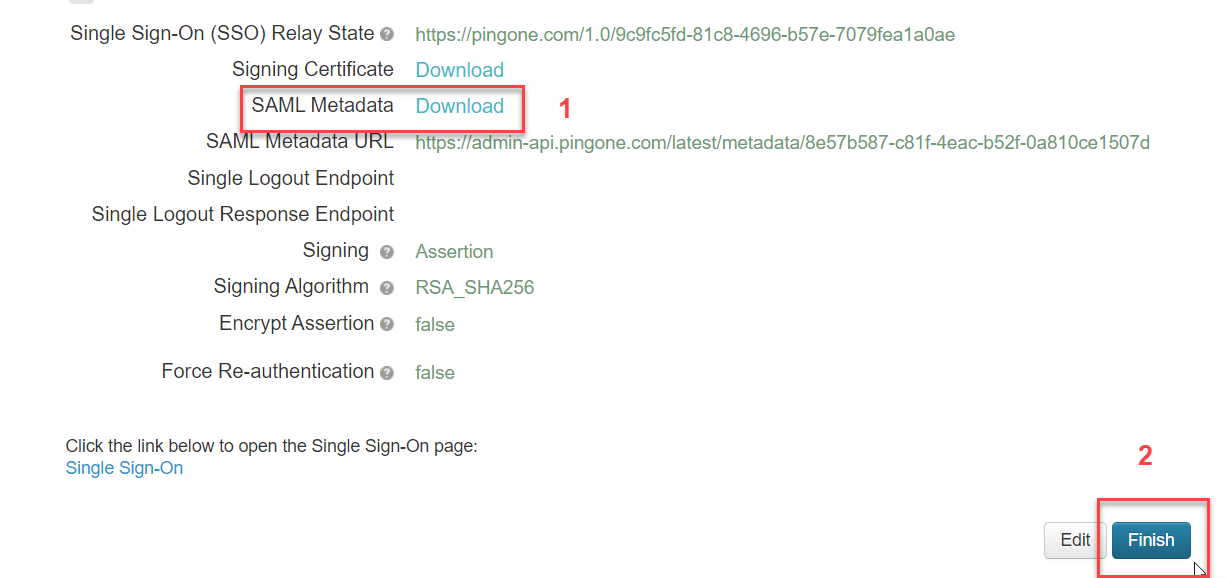 Single Sign-On (SSO) Relay State ? https://pingone.com/1.0/9c9fc5fd-81c8-4696-b57e-7079fea1a0ae
Signing Certificate Download
SAML Metadata Download 1
SAML Metadata URL https://admin-api.pingone.com/latest/metadata/8e57b587-c81f-4eac-b52f-0a810ce1507d
Single Logout Endpoint
Single Logout Response Endpoint
Signing ? Assertion
Signing Algorithm ? RSA_SHA256
Encrypt Assertion ? false
Force Re-authentication ? false
Click the link below to open the Single Sign-On page:
Single Sign-On
2
Edit Finish